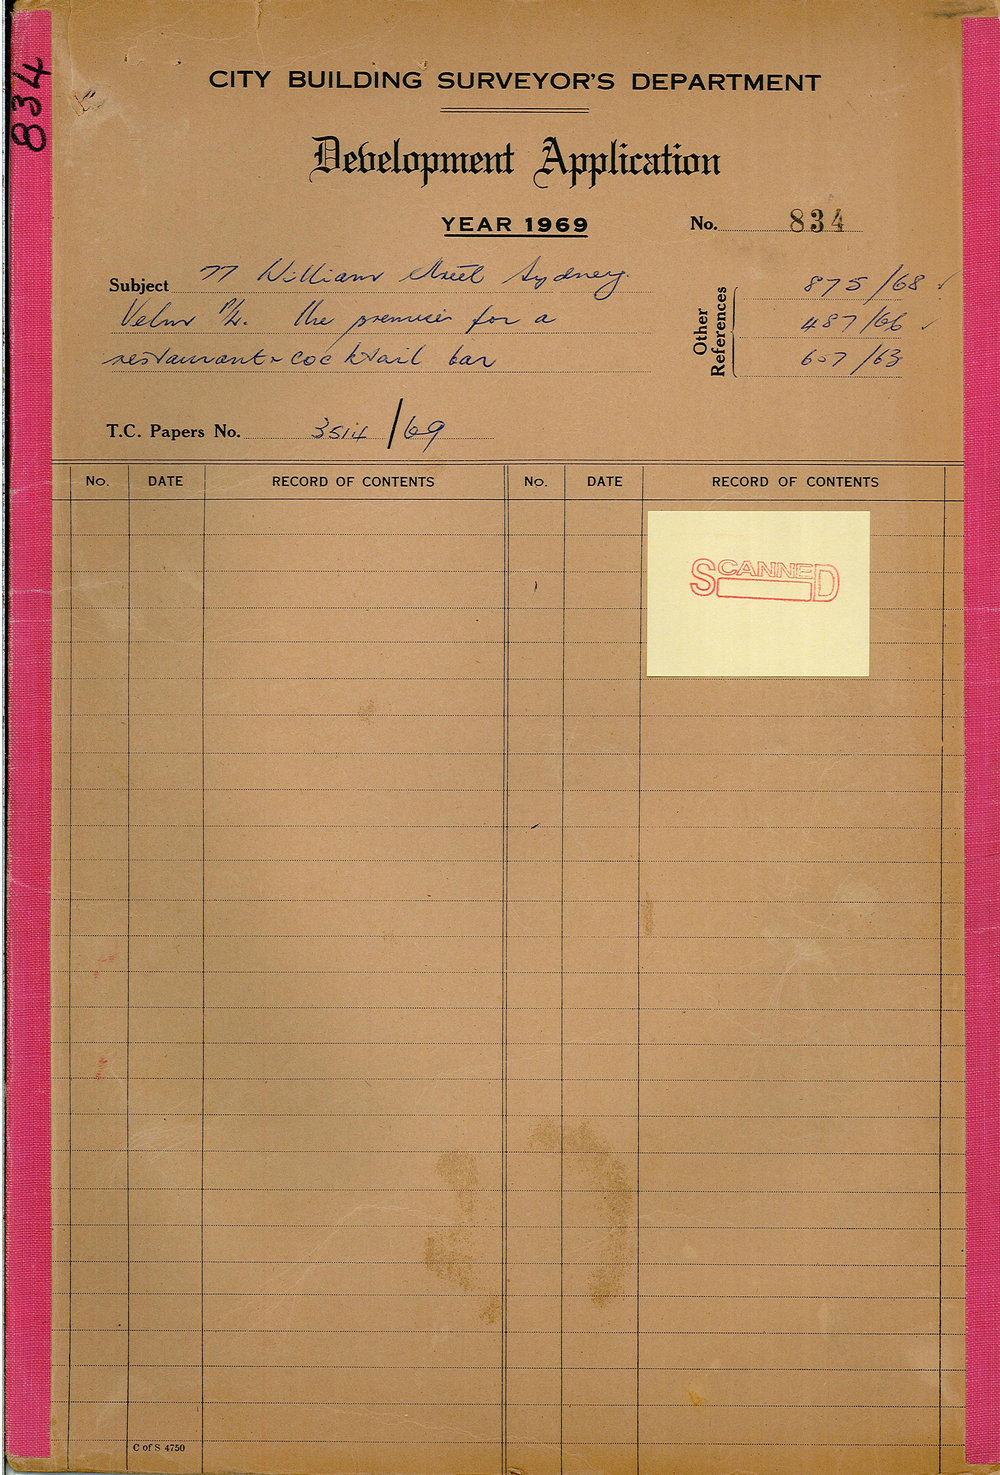 834
CITY BUILDING SURVEYOR'S DEPARTMENT
Development Application
YEAR 1969
No. 834
Subject 77 William Street Sydney.
P/L. the premises for a
restaurant & cocktail bar
Other References
875/68 ✓
487/66 ✓
607/63
T.C. Papers No. 3514/69
No. DATE RECORD OF CONTENTS No. DATE RECORD OF CONTENTS
SCANNED
C of S 4750